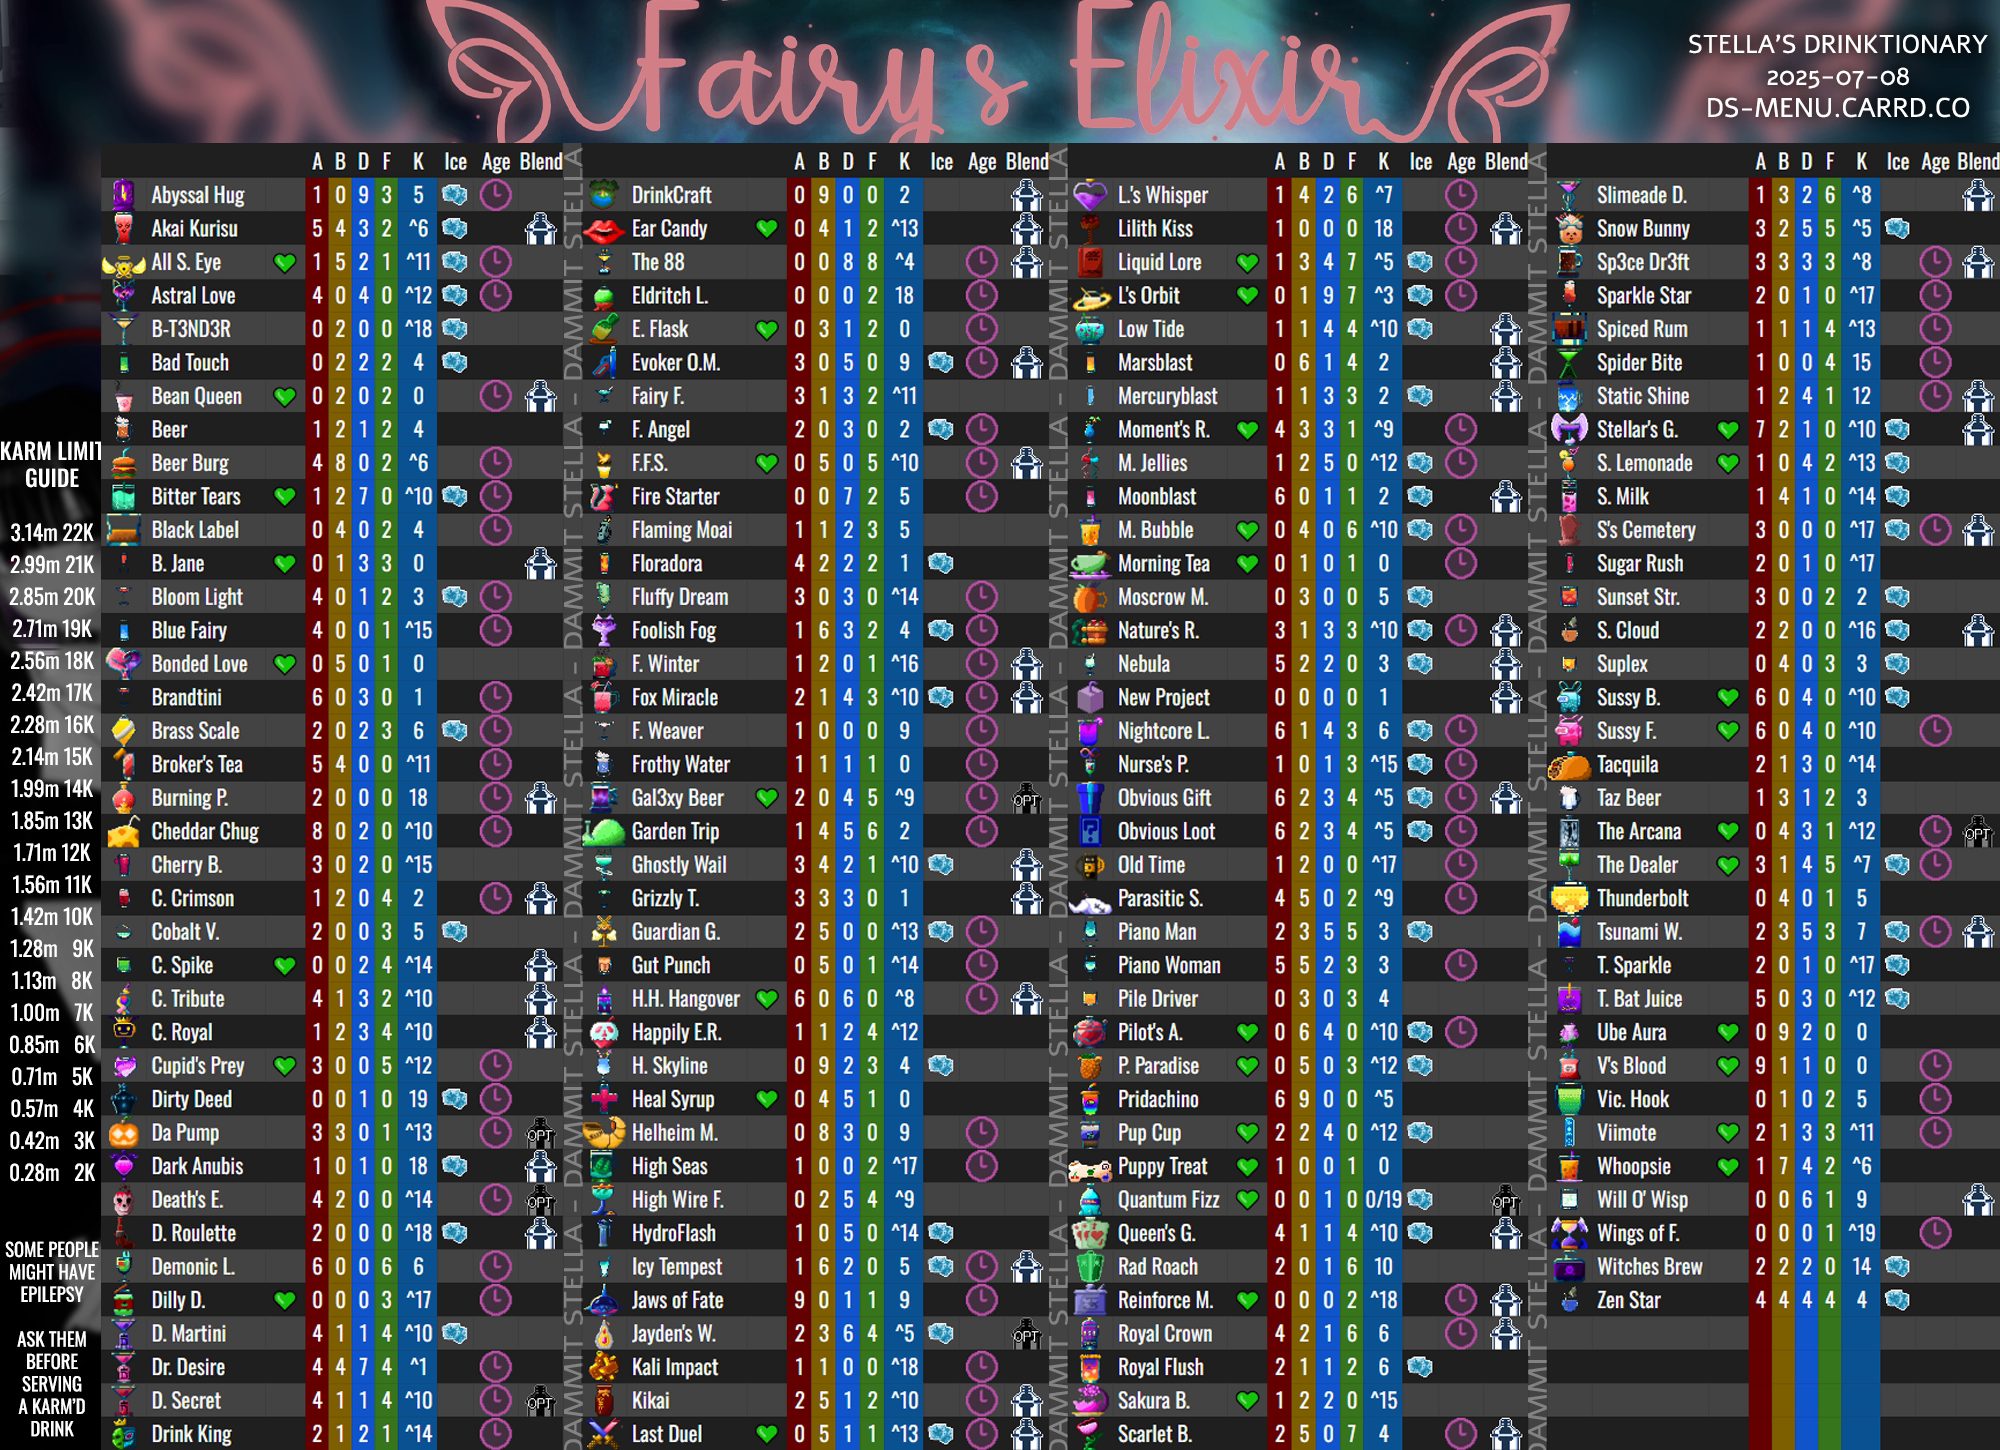 Fairy's Elixir
STELLA'S DRINKTIONARY
2025-07-08
DS-MENU.CARRD.CO
A B D F K Ice Age Blend
Abyssal Hug 1 0 9 3 5
Akai Kurisu 5 4 3 2 ^6
All S. Eye 1 5 2 1 ^11
Astral Love 4 0 4 0 ^12
B-T3ND3R 0 2 0 0 ^18
Bad Touch 0 2 2 2 4
Bean Queen 0 2 0 2 0
Beer 1 2 1 2 4
Beer Burg 4 8 0 2 ^6
Bitter Tears 1 2 7 0 ^10
Black Label 0 4 0 2 4
B. Jane 0 1 3 3 0
Bloom Light 4 0 1 2 3
Blue Fairy 4 0 0 1 ^15
Bonded Love 0 5 0 1 0
Brandtini 6 0 3 0 1
Brass Scale 2 0 2 3 6
Broker's Tea 5 4 0 0 ^11
Burning P. 2 0 0 0 18
Cheddar Chug 8 0 2 0 ^10
Cherry B. 3 0 2 0 ^15
C. Crimson 1 2 0 4 2
Cobalt V. 2 0 0 3 5
C. Spike 0 0 2 4 ^14
C. Tribute 4 1 3 2 ^10
C. Royal 1 2 3 4 ^10
Cupid's Prey 3 0 0 5 ^12
Dirty Deed 0 0 1 0 19
Da Pump 3 3 0 1 ^13 OPT
Dark Anubis 1 0 1 0 18
Death's E. 4 2 0 0 ^14 OPT
D. Roulette 2 0 0 0 ^18
Demonic L. 6 0 0 6 6
Dilly D. 0 0 0 3 ^17
D. Martini 4 1 1 4 ^10
Dr. Desire 4 4 7 4 ^1
D. Secret 4 1 1 4 ^10 OPT
Drink King 2 1 2 1 ^14
A B D F K Ice Age Blend
DrinkCraft 0 9 0 0 2
Ear Candy 0 4 1 2 ^13
The 88 0 0 8 8 ^4
Eldritch L. 0 0 0 2 18
E. Flask 0 3 1 2 0
Evoker O.M. 3 0 5 0 9
Fairy F. 3 1 3 2 ^11
F. Angel 2 0 3 0 2
F.F.S. 0 5 0 5 ^10
Fire Starter 0 0 7 2 5
Flaming Moai 1 1 2 3 5
Floradora 4 2 2 2 1
Fluffy Dream 3 0 3 0 ^14
Foolish Fog 1 6 3 2 4
F. Winter 1 2 0 1 ^16
Fox Miracle 2 1 4 3 ^10
F. Weaver 1 0 0 0 9
Frothy Water 1 1 1 1 0
Gal3xy Beer 2 0 4 5 ^9 OPT
Garden Trip 1 4 5 6 2
Ghostly Wail 3 4 2 1 ^10
Grizzly T. 3 3 3 0 1
Guardian G. 2 5 0 0 ^13
Gut Punch 0 5 0 1 ^14
H.H. Hangover 6 0 6 0 ^8
Happily E.R. 1 1 2 4 ^12
H. Skyline 0 9 2 3 4
Heal Syrup 0 4 5 1 0
Helheim M. 0 8 3 0 9
High Seas 1 0 0 2 ^17
High Wire F. 0 2 5 4 ^9
HydroFlash 1 0 5 0 ^14
Icy Tempest 1 6 2 0 5
Jaws of Fate 9 0 1 1 9
Jayden's W. 2 3 6 4 ^5 OPT
Kali Impact 1 1 0 0 ^18
Kikai 2 5 1 2 ^10
Last Duel 0 5 1 1 ^13
A B D F K Ice Age Blend
L.'s Whisper 1 4 2 6 ^7
Lilith Kiss 1 0 0 0 18
Liquid Lore 1 3 4 7 ^5
L's Orbit 0 1 9 7 ^3
Low Tide 1 1 4 4 ^10
Marsblast 0 6 1 4 2
Mercuryblast 1 1 3 3 2
Moment's R. 4 3 3 1 ^9
M. Jellies 1 2 5 0 ^12
Moonblast 6 0 1 1 2
M. Bubble 0 4 0 6 ^10
Morning Tea 0 1 0 1 0
Moscrow M. 0 3 0 0 5
Nature's R. 3 1 3 3 ^10
Nebula 5 2 2 0 3
New Project 0 0 0 0 1
Nightcore L. 6 1 4 3 6
Nurse's P. 1 0 1 3 ^15
Obvious Gift 6 2 3 4 ^5
Obvious Loot 6 2 3 4 ^5
Old Time 1 2 0 0 ^17
Parasitic S. 4 5 0 2 ^9
Piano Man 2 3 5 5 3
Piano Woman 5 5 2 3 3
Pile Driver 0 3 0 3 4
Pilot's A. 0 6 4 0 ^10
P. Paradise 0 5 0 3 ^12
Pridachino 6 9 0 0 ^5
Pup Cup 2 2 4 0 ^12
Puppy Treat 1 0 0 1 0
Quantum Fizz 0 0 1 0 0/19 OPT
Queen's G. 4 1 1 4 ^10
Rad Roach 2 0 1 6 10
Reinforce M. 0 0 0 2 ^18
Royal Crown 4 2 1 6 6
Royal Flush 2 1 1 2 6
Sakura B. 1 2 2 0 ^15
Scarlet B. 2 5 0 7 4
A B D F K Ice Age Blend
Slimeade D. 1 3 2 6 ^8
Snow Bunny 3 2 5 5 ^5
Sp3ce Dr3ft 3 3 3 3 ^8
Sparkle Star 2 0 1 0 ^17
Spiced Rum 1 1 1 4 ^13
Spider Bite 1 0 0 4 15
Static Shine 1 2 4 1 12
Stellar's G. 7 2 1 0 ^10
S. Lemonade 1 0 4 2 ^13
S. Milk 1 4 1 0 ^14
S's Cemetery 3 0 0 0 ^17
Sugar Rush 2 0 1 0 ^17
Sunset Str. 3 0 0 2 2
S. Cloud 2 2 0 0 ^16
Suplex 0 4 0 3 3
Sussy B. 6 0 4 0 ^10
Sussy F. 6 0 4 0 ^10
Tacquila 2 1 3 0 ^14
Taz Beer 1 3 1 2 3
The Arcana 0 4 3 1 ^12 OPT
The Dealer 3 1 4 5 ^7
Thunderbolt 0 4 0 1 5
Tsunami W. 2 3 5 3 7
T. Sparkle 2 0 1 0 ^17
T. Bat Juice 5 0 3 0 ^12
Ube Aura 0 9 2 0 0
V's Blood 9 1 1 0 0
Vic. Hook 0 1 0 2 5
Viimote 2 1 3 3 ^11
Whoopsie 1 7 4 2 ^6
Will O' Wisp 0 0 6 1 9
Wings of F. 0 0 0 1 ^19
Witches Brew 2 2 2 0 14
Zen Star 4 4 4 4 4
KARM LIMIT
GUIDE
3.14m 22K
2.99m 21K
2.85m 20K
2.71m 19K
2.56m 18K
2.42m 17K
2.28m 16K
2.14m 15K
1.99m 14K
1.85m 13K
1.71m 12K
1.56m 11K
1.42m 10K
1.28m 9K
1.13m 8K
1.00m 7K
0.85m 6K
0.71m 5K
0.57m 4K
0.42m 3K
0.28m 2K
SOME PEOPLE
MIGHT HAVE
EPILEPSY
ASK THEM
BEFORE
SERVING
A KARM'D
DRINK
DAMMIT STELLA - DAMMIT STELLA - DAMMIT STELLA - DAMMIT STELLA
DAMMIT STELLA - DAMMIT STELLA - DAMMIT STELLA - DAMMIT STELLA
DAMMIT STELLA - DAMMIT STELLA - DAMMIT STELLA - DAMMIT STELLA